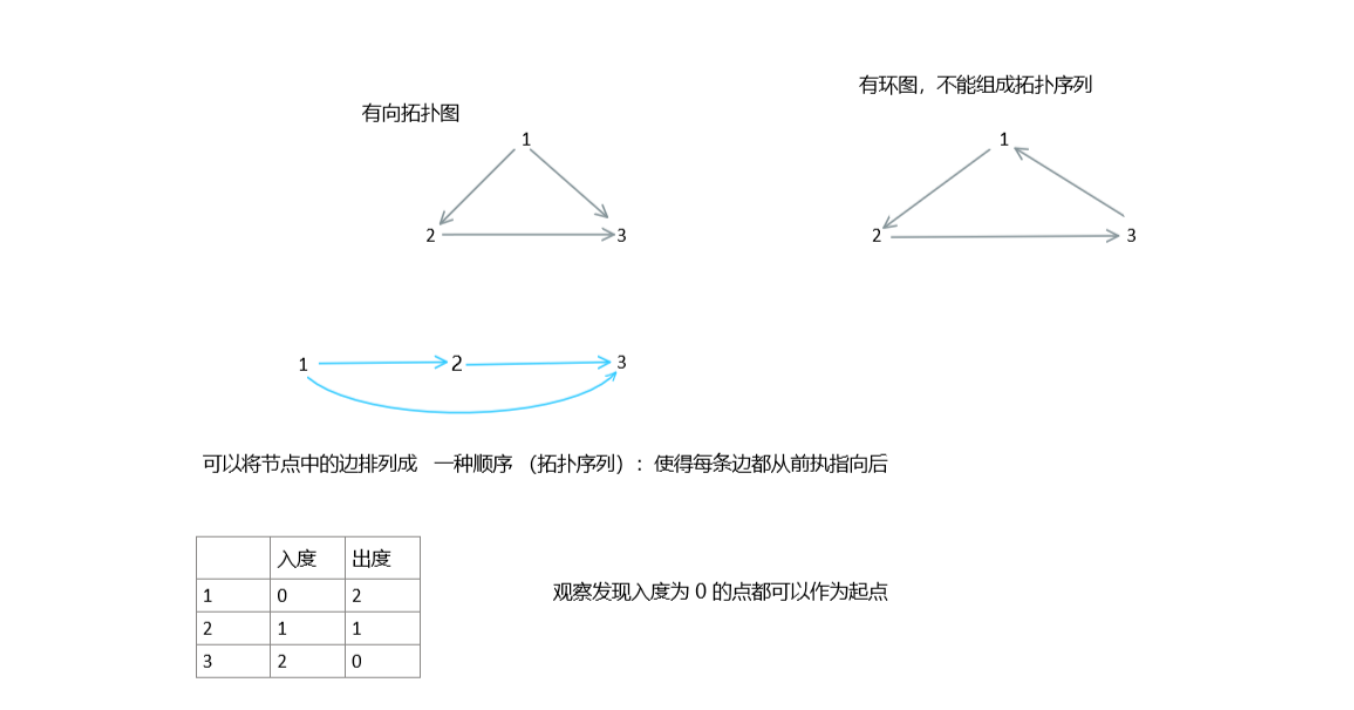 有环图，不能组成拓扑序列
有向拓扑图
1
1
2
3
2
3
1
2
3
可以将节点中的边排列成 一种顺序 （拓扑序列）：使得每条边都从前执指向后
入度 出度
1 0 2
2 1 1
3 2 0
观察发现入度为 0 的点都可以作为起点